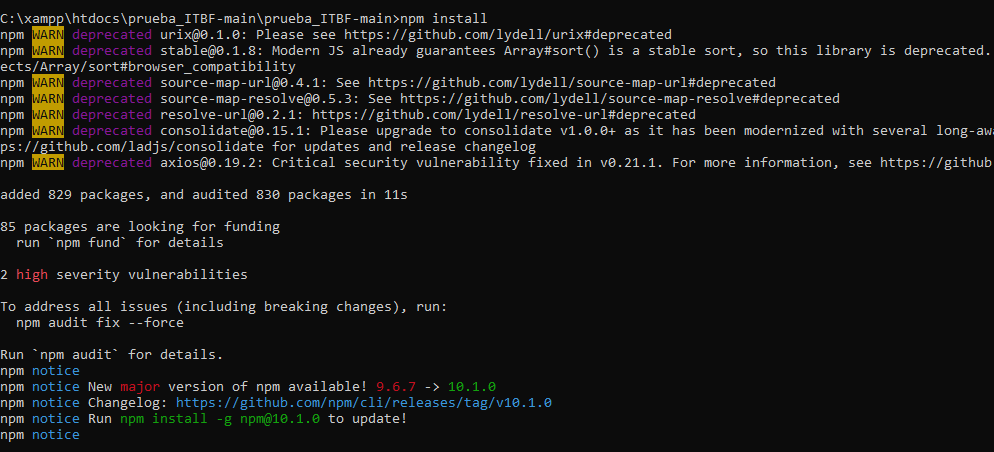 C:\xampp\htdocs\prueba_ITBF-main\prueba_ITBF-main>npm install
npm WARN deprecated urix@0.1.0: Please see https://github.com/lydell/urix#deprecated
npm WARN deprecated stable@0.1.8: Modern JS already guarantees Array#sort() is a stable sort, so this library is deprecated.
ects/Array/sort#browser_compatibility
npm WARN deprecated source-map-url@0.4.1: See https://github.com/lydell/source-map-url#deprecated
npm WARN deprecated source-map-resolve@0.5.3: See https://github.com/lydell/source-map-resolve#deprecated
npm WARN deprecated resolve-url@0.2.1: https://github.com/lydell/resolve-url#deprecated
npm WARN deprecated consolidate@0.15.1: Please upgrade to consolidate v1.0.0+ as it has been modernized with several long-awa
ps://github.com/ladjs/consolidate for updates and release changelog
npm WARN deprecated axios@0.19.2: Critical security vulnerability fixed in v0.21.1. For more information, see https://github
added 829 packages, and audited 830 packages in 11s
85 packages are looking for funding
run `npm fund` for details
2 high severity vulnerabilities
To address all issues (including breaking changes), run:
npm audit fix --force
Run `npm audit` for details.
npm notice
npm notice New major version of npm available! 9.6.7 -> 10.1.0
npm notice Changelog: https://github.com/npm/cli/releases/tag/v10.1.0
npm notice Run npm install -g npm@10.1.0 to update!
npm notice